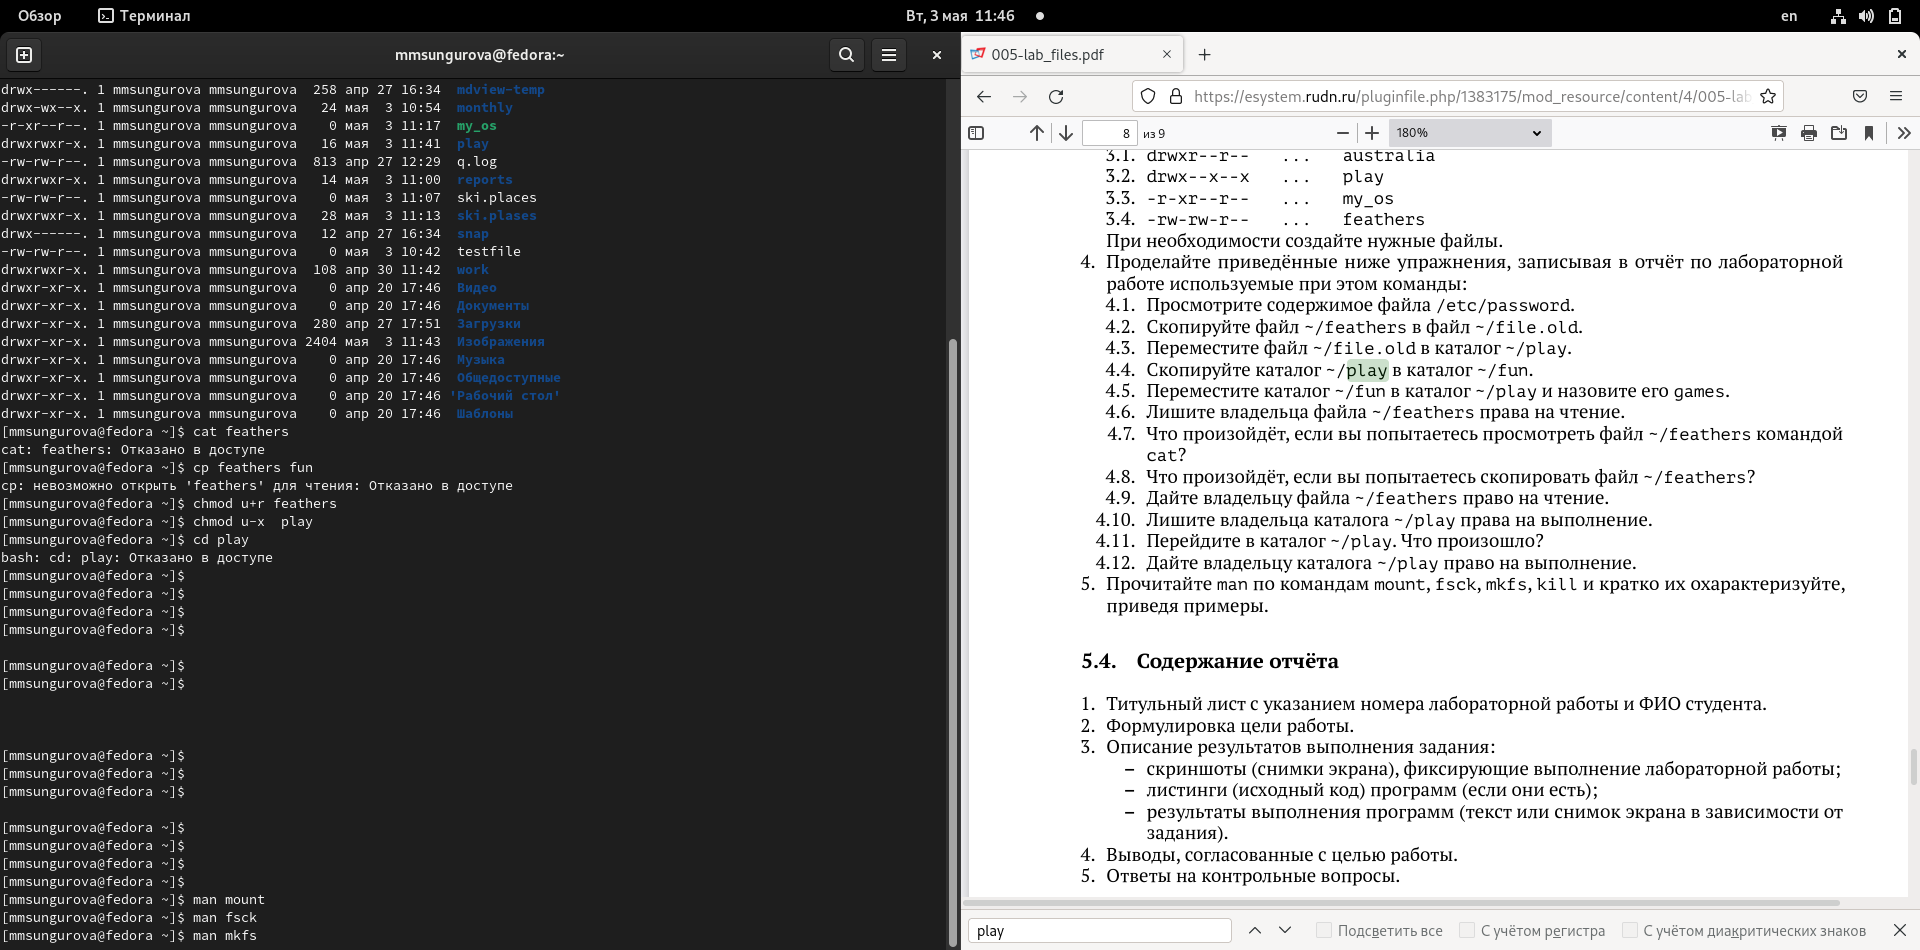 Обзор
Терминал
Вт, 3 мая 11:46
en
mmsungurova@fedora:~
drwx------. 1 mmsungurova mmsungurova  258 апр 27 16:34  mdview-temp
drwx-wx--x. 1 mmsungurova mmsungurova   24 мая  3 10:54  monthly
-r-xr--r--. 1 mmsungurova mmsungurova    0 мая  3 11:17  my_os
drwxrwxr-x. 1 mmsungurova mmsungurova   16 мая  3 11:41  play
-rw-rw-r--. 1 mmsungurova mmsungurova  813 апр 27 12:29  q.log
drwxrwxr-x. 1 mmsungurova mmsungurova   14 мая  3 11:00  reports
-rw-rw-r--. 1 mmsungurova mmsungurova    0 мая  3 11:07  ski.places
drwxrwxr-x. 1 mmsungurova mmsungurova   28 мая  3 11:13  ski.plases
drwx------. 1 mmsungurova mmsungurova   12 апр 27 16:34  snap
-rw-rw-r--. 1 mmsungurova mmsungurova    0 мая  3 10:42  testfile
drwxrwxr-x. 1 mmsungurova mmsungurova  108 апр 30 11:42  work
drwxr-xr-x. 1 mmsungurova mmsungurova    0 апр 20 17:46  Видео
drwxr-xr-x. 1 mmsungurova mmsungurova    0 апр 20 17:46  Документы
drwxr-xr-x. 1 mmsungurova mmsungurova  280 апр 27 17:51  Загрузки
drwxr-xr-x. 1 mmsungurova mmsungurova 2404 мая  3 11:43  Изображения
drwxr-xr-x. 1 mmsungurova mmsungurova    0 апр 20 17:46  Музыка
drwxr-xr-x. 1 mmsungurova mmsungurova    0 апр 20 17:46  Общедоступные
drwxr-xr-x. 1 mmsungurova mmsungurova    0 апр 20 17:46 'Рабочий стол'
drwxr-xr-x. 1 mmsungurova mmsungurova    0 апр 20 17:46  Шаблоны
[mmsungurova@fedora ~]$ cat feathers
cat: feathers: Отказано в доступе
[mmsungurova@fedora ~]$ cp feathers fun
cp: невозможно открыть 'feathers' для чтения: Отказано в доступе
[mmsungurova@fedora ~]$ chmod u+r feathers
[mmsungurova@fedora ~]$ chmod u-x  play
[mmsungurova@fedora ~]$ cd play
bash: cd: play: Отказано в доступе
[mmsungurova@fedora ~]$
[mmsungurova@fedora ~]$
[mmsungurova@fedora ~]$
[mmsungurova@fedora ~]$
[mmsungurova@fedora ~]$
[mmsungurova@fedora ~]$
[mmsungurova@fedora ~]$
[mmsungurova@fedora ~]$
[mmsungurova@fedora ~]$
[mmsungurova@fedora ~]$
[mmsungurova@fedora ~]$
[mmsungurova@fedora ~]$
[mmsungurova@fedora ~]$
[mmsungurova@fedora ~]$ man mount
[mmsungurova@fedora ~]$ man fsck
[mmsungurova@fedora ~]$ man mkfs
005-lab_files.pdf
https://esystem.rudn.ru/pluginfile.php/1383175/mod_resource/content/4/005-lab
8 из 9
180%
3.1. drwxr--r-- ... australia
3.2. drwx--x--x ... play
3.3. -r-xr--r-- ... my_os
3.4. -rw-rw-r-- ... feathers
При необходимости создайте нужные файлы.
4. Проделайте приведённые ниже упражнения, записывая в отчёт по лабораторной
работе используемые при этом команды:
4.1. Просмотрите содержимое файла /etc/password.
4.2. Скопируйте файл ~/feathers в файл ~/file.old.
4.3. Переместите файл ~/file.old в каталог ~/play.
4.4. Скопируйте каталог ~/play в каталог ~/fun.
4.5. Переместите каталог ~/fun в каталог ~/play и назовите его games.
4.6. Лишите владельца файла ~/feathers права на чтение.
4.7. Что произойдёт, если вы попытаетесь просмотреть файл ~/feathers командой
cat?
4.8. Что произойдёт, если вы попытаетесь скопировать файл ~/feathers?
4.9. Дайте владельцу файла ~/feathers право на чтение.
4.10. Лишите владельца каталога ~/play права на выполнение.
4.11. Перейдите в каталог ~/play. Что произошло?
4.12. Дайте владельцу каталога ~/play право на выполнение.
5. Прочитайте man по командам mount, fsck, mkfs, kill и кратко их охарактеризуйте,
приведя примеры.
5.4. Содержание отчёта
1. Титульный лист с указанием номера лабораторной работы и ФИО студента.
2. Формулировка цели работы.
3. Описание результатов выполнения задания:
– скриншоты (снимки экрана), фиксирующие выполнение лабораторной работы;
– листинги (исходный код) программ (если они есть);
– результаты выполнения программ (текст или снимок экрана в зависимости от
задания).
4. Выводы, согласованные с целью работы.
5. Ответы на контрольные вопросы.
play
Подсветить все
С учётом регистра
С учётом диакритических знаков